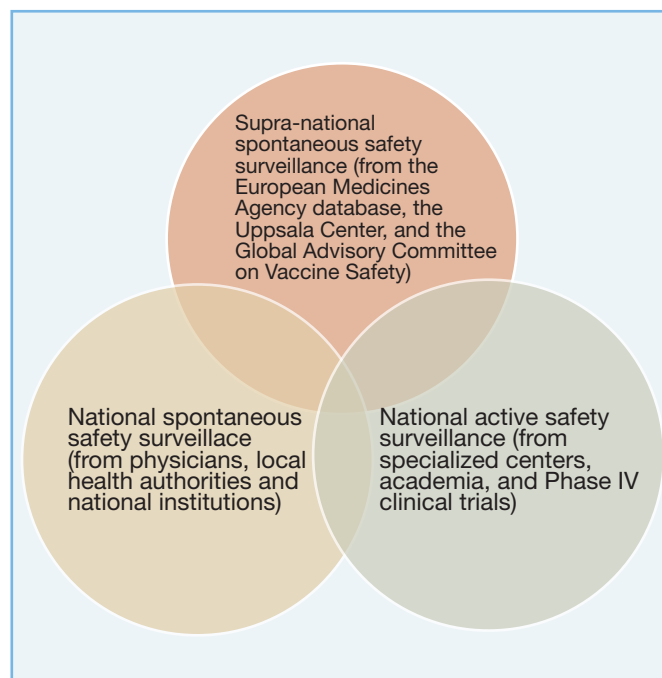 Supra-national
spontaneous safety
surveillance (from the
European Medicines
Agency database, the
Uppsala Center, and the
Global Advisory Committee
on Vaccine Safety)
National spontaneous
safety surveillace
(from physicians, local
health authorities and
national institutions)
National active safety
surveillance (from
specialized centers,
academia, and Phase IV
clinical trials)